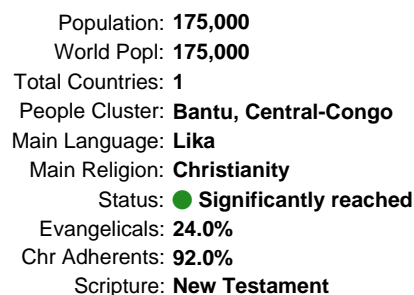 Population: 175,000
World Popl: 175,000
Total Countries: 1
People Cluster: Bantu, Central-Congo
Main Language: Lika
Main Religion: Christianity
Status: Significantly reached
Evangelicals: 24.0%
Chr Adherents: 92.0%
Scripture: New Testament